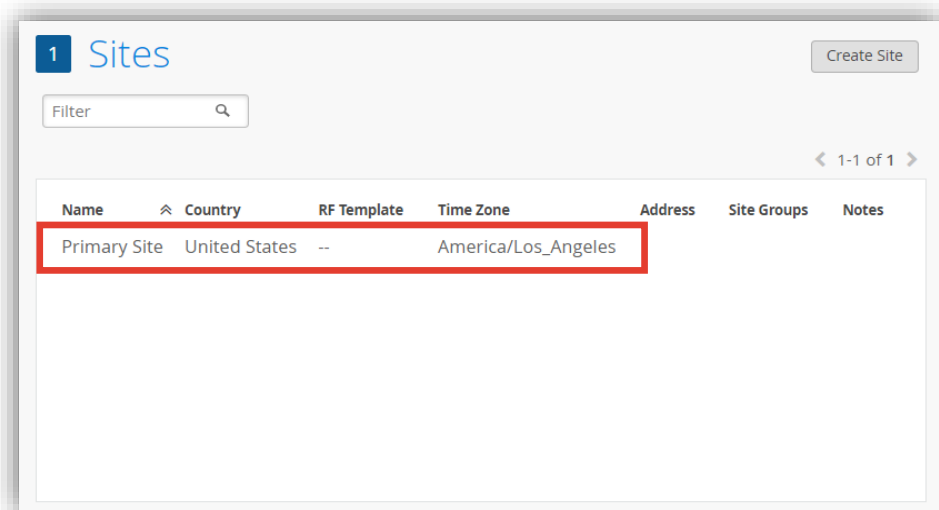 1 Sites
Create Site
Filter
1-1 of 1
Name Country RF Template Time Zone Address Site Groups Notes
Primary Site United States -- America/Los_Angeles